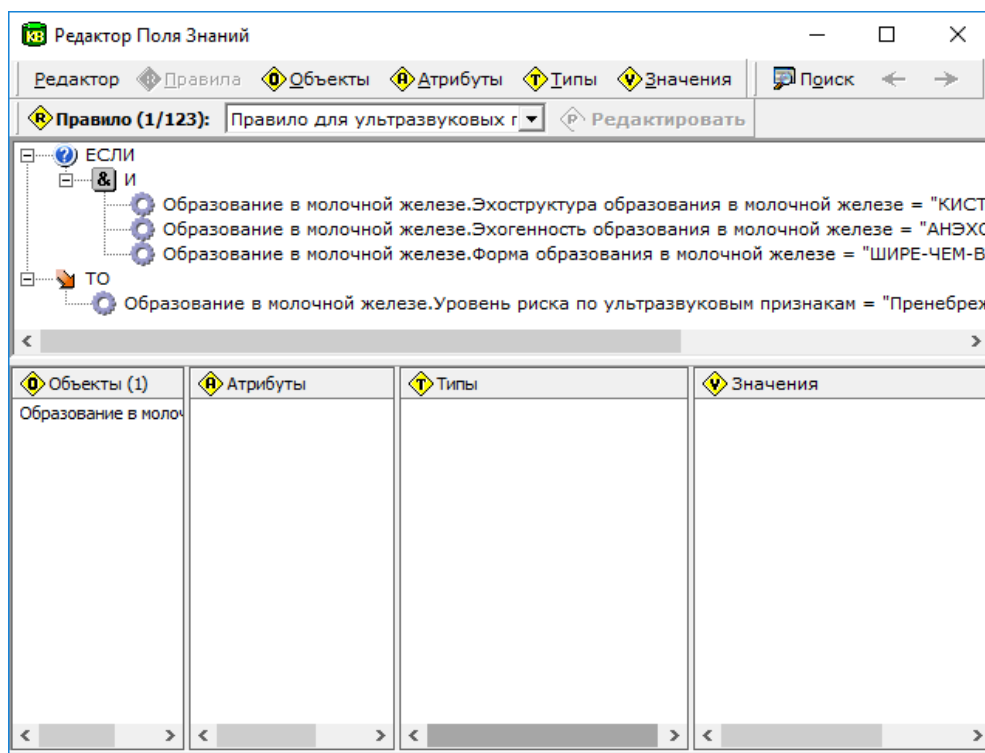 КВ Редактор Поля Знаний
Редактор Правила Объекты Атрибуты Типы Значения Поиск
Правило (1/123): Правило для ультразвуковых г Редактировать
ЕСЛИ
& И
Образование в молочной железе.Эхоструктура образования в молочной железе = "КИСТ
Образование в молочной железе.Эхогенность образования в молочной железе = "АНЭХО
Образование в молочной железе.Форма образования в молочной железе = "ШИРЕ-ЧЕМ-В
ТО
Образование в молочной железе.Уровень риска по ультразвуковым признакам = "Пренебреж
Объекты (1) Атрибуты Типы Значения
Образование в молоч